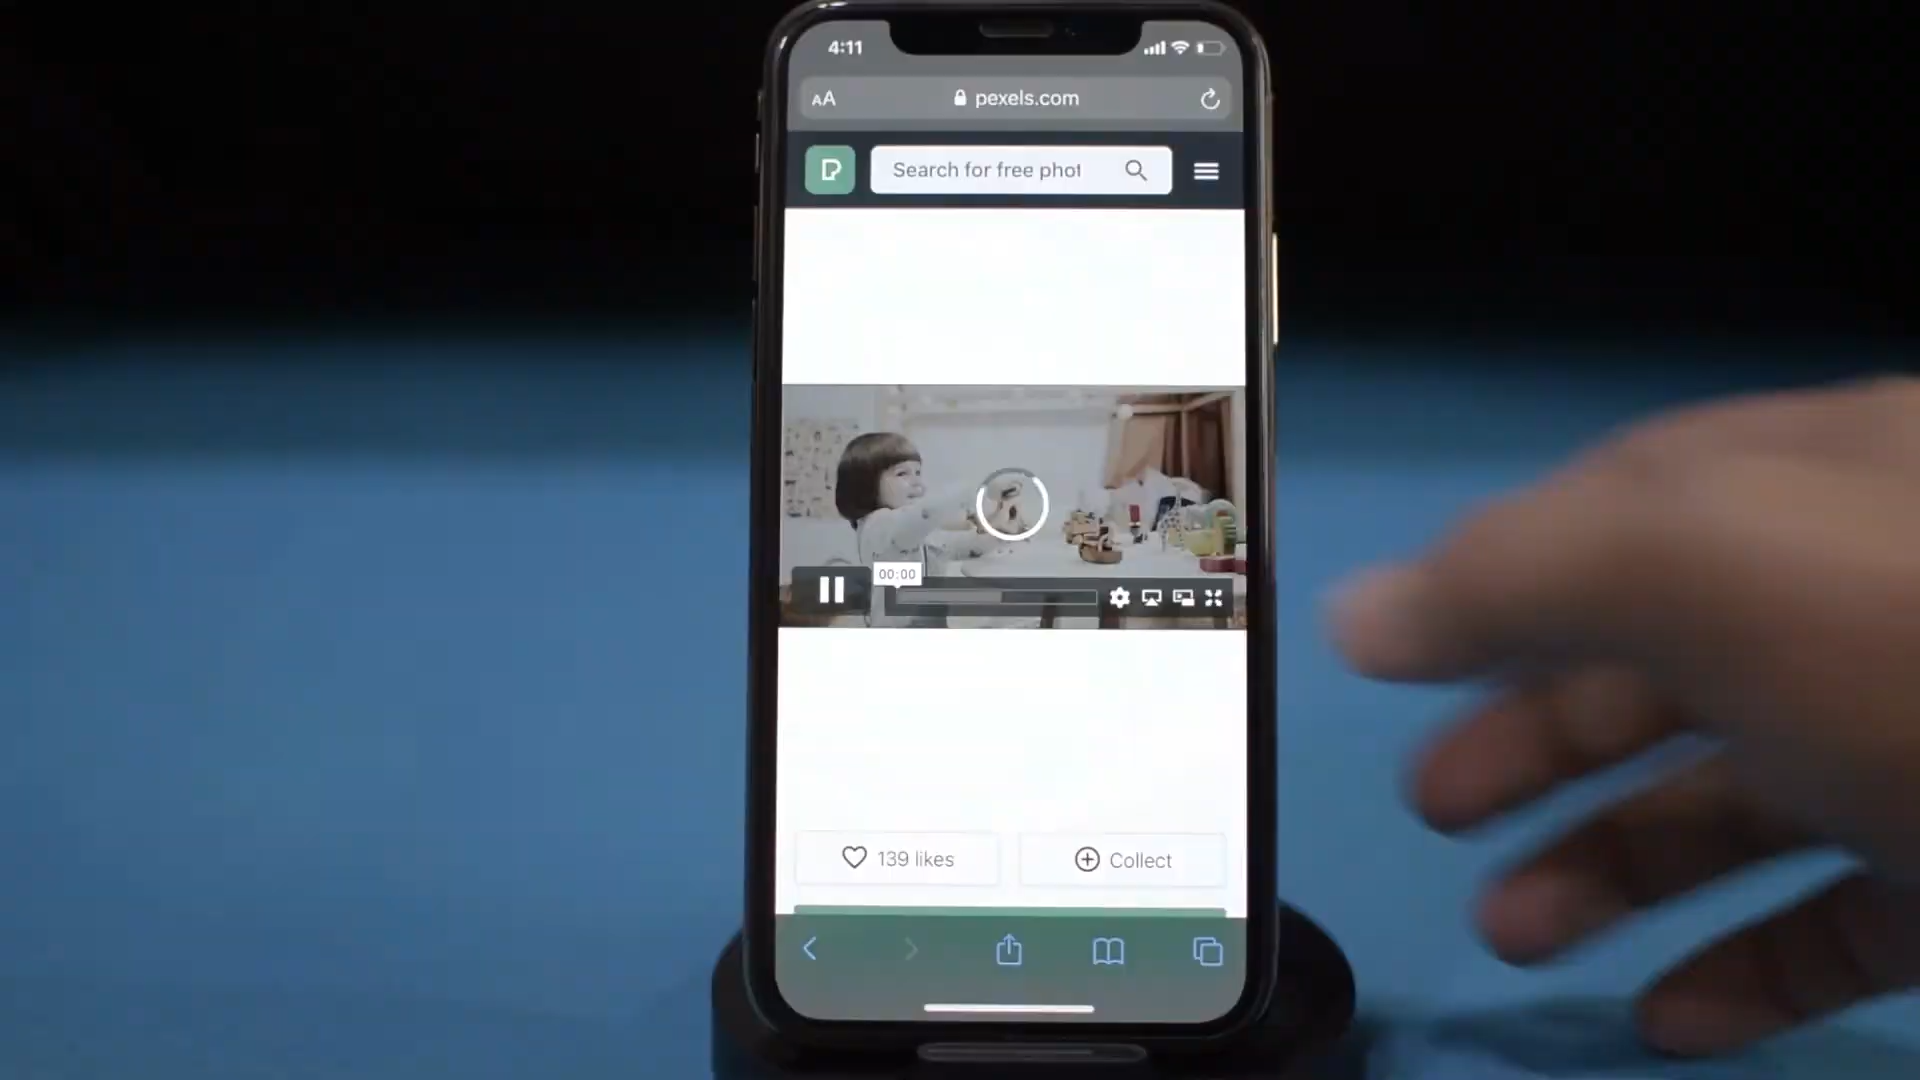 4:11
AA pexels.com
Search for free phot
00:00
139 likes
Collect